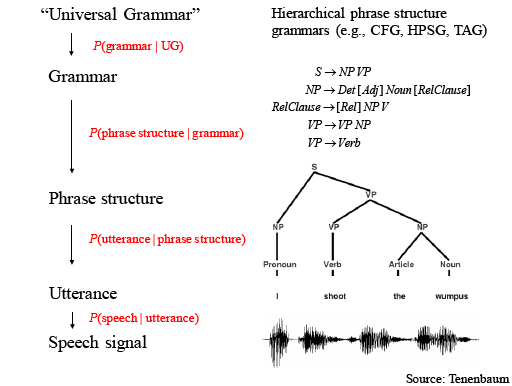 “Universal Grammar”
P(grammar | UG)
Grammar
P(phrase structure | grammar)
Phrase structure
P(utterance | phrase structure)
Utterance
P(speech | utterance)
Speech signal
Hierarchical phrase structure
grammars (e.g., CFG, HPSG, TAG)
S → NP VP
NP → Det [Adj] Noun [RelClause]
RelClause → [Rel] NP V
VP → VP NP
VP → Verb
S
VP
NP VP NP
Pronoun Verb Article Noun
I shoot the wumpus
Source: Tenenbaum